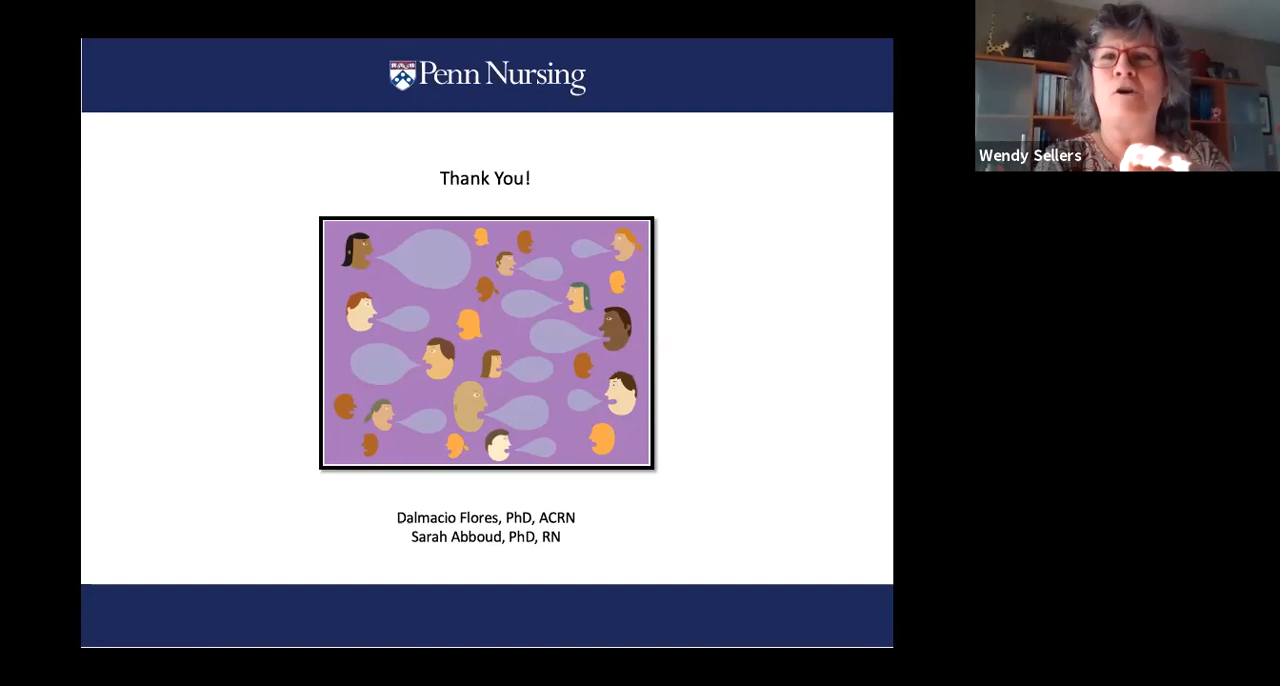 Penn Nursing
Thank You!
Dalmacio Flores, PhD, ACRN
Sarah Abboud, PhD, RN
Wendy Sellers